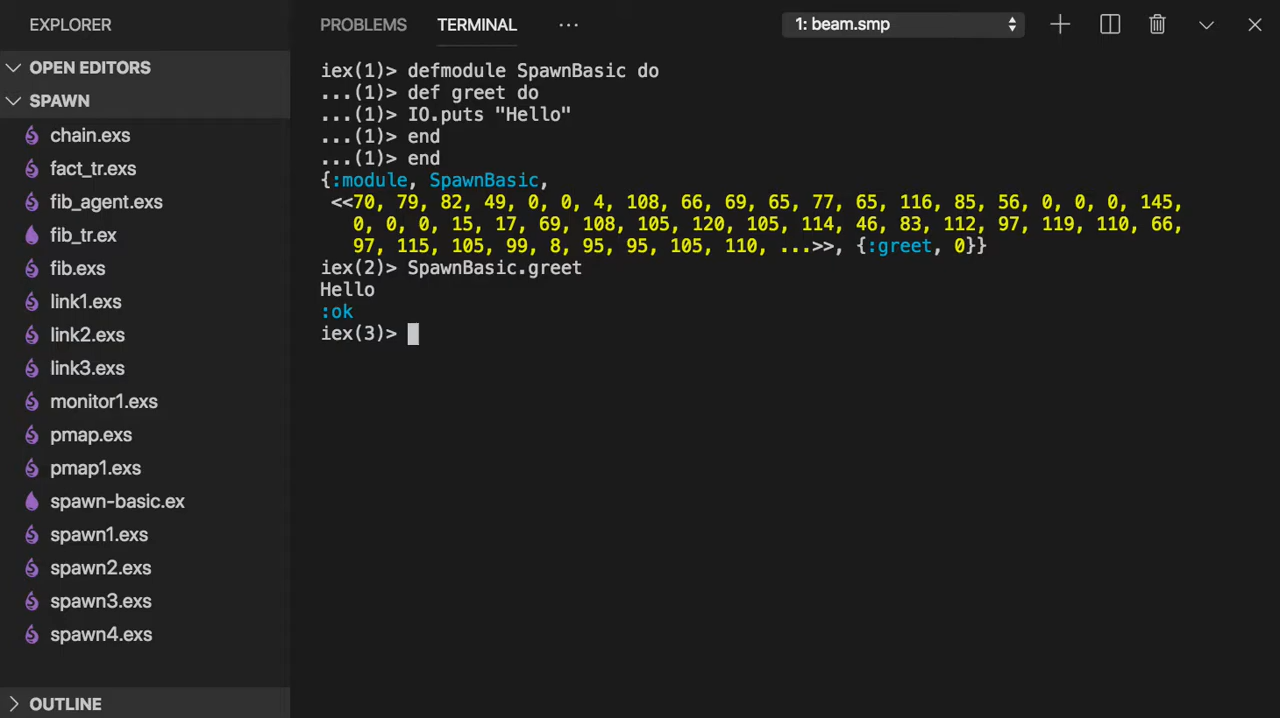 EXPLORER
OPEN EDITORS
SPAWN
chain.exs
fact_tr.exs
fib_agent.exs
fib_tr.ex
fib.exs
link1.exs
link2.exs
link3.exs
monitor1.exs
pmap.exs
pmap1.exs
spawn-basic.ex
spawn1.exs
spawn2.exs
spawn3.exs
spawn4.exs
OUTLINE
PROBLEMS TERMINAL ... 1: beam.smp
iex(1)> defmodule SpawnBasic do
...(1)> def greet do
...(1)> IO.puts "Hello"
...(1)> end
...(1)> end
{:module, SpawnBasic,
<<70, 79, 82, 49, 0, 0, 4, 108, 66, 69, 65, 77, 65, 116, 85, 56, 0, 0, 0, 145,
0, 0, 0, 15, 17, 69, 108, 105, 120, 105, 114, 46, 83, 112, 97, 119, 110, 66,
97, 115, 105, 99, 8, 95, 95, 105, 110, ...>>, {:greet, 0}}
iex(2)> SpawnBasic.greet
Hello
:ok
iex(3)>